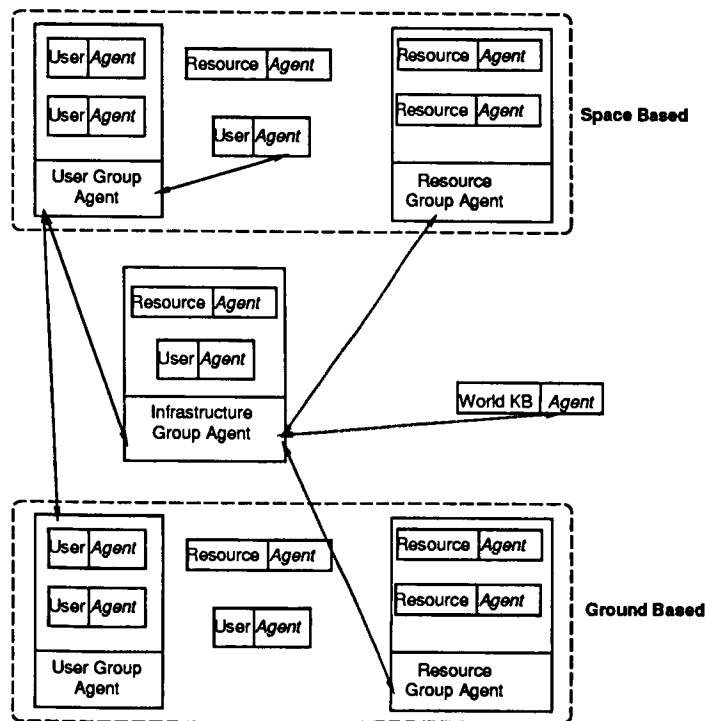 User Agent
Resource Agent
Resource Agent
User Agent
Resource Agent
User Agent
Space Based
User Group
Agent
Resource
Group Agent
Resource Agent
User Agent
World KB Agent
Infrastructure
Group Agent
User Agent
Resource Agent
Resource Agent
User Agent
Resource Agent
User Agent
Ground Based
User Group
Agent
Resource
Group Agent